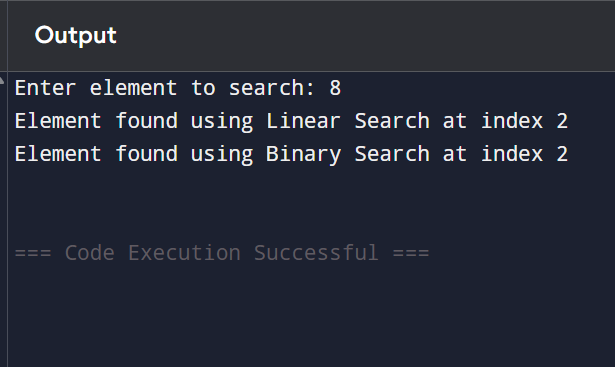 Output
Enter element to search: 8
Element found using Linear Search at index 2
Element found using Binary Search at index 2
=== Code Execution Successful ===